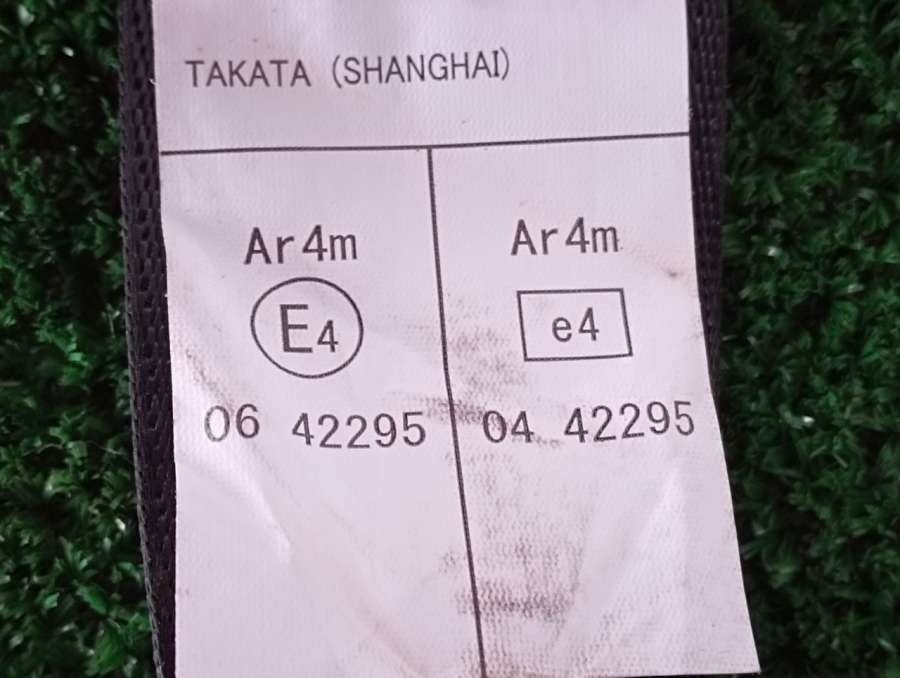 TAKATA (SHANGHAI)
Ar4m
E4
06 42295
Ar4m
e4
04 42295